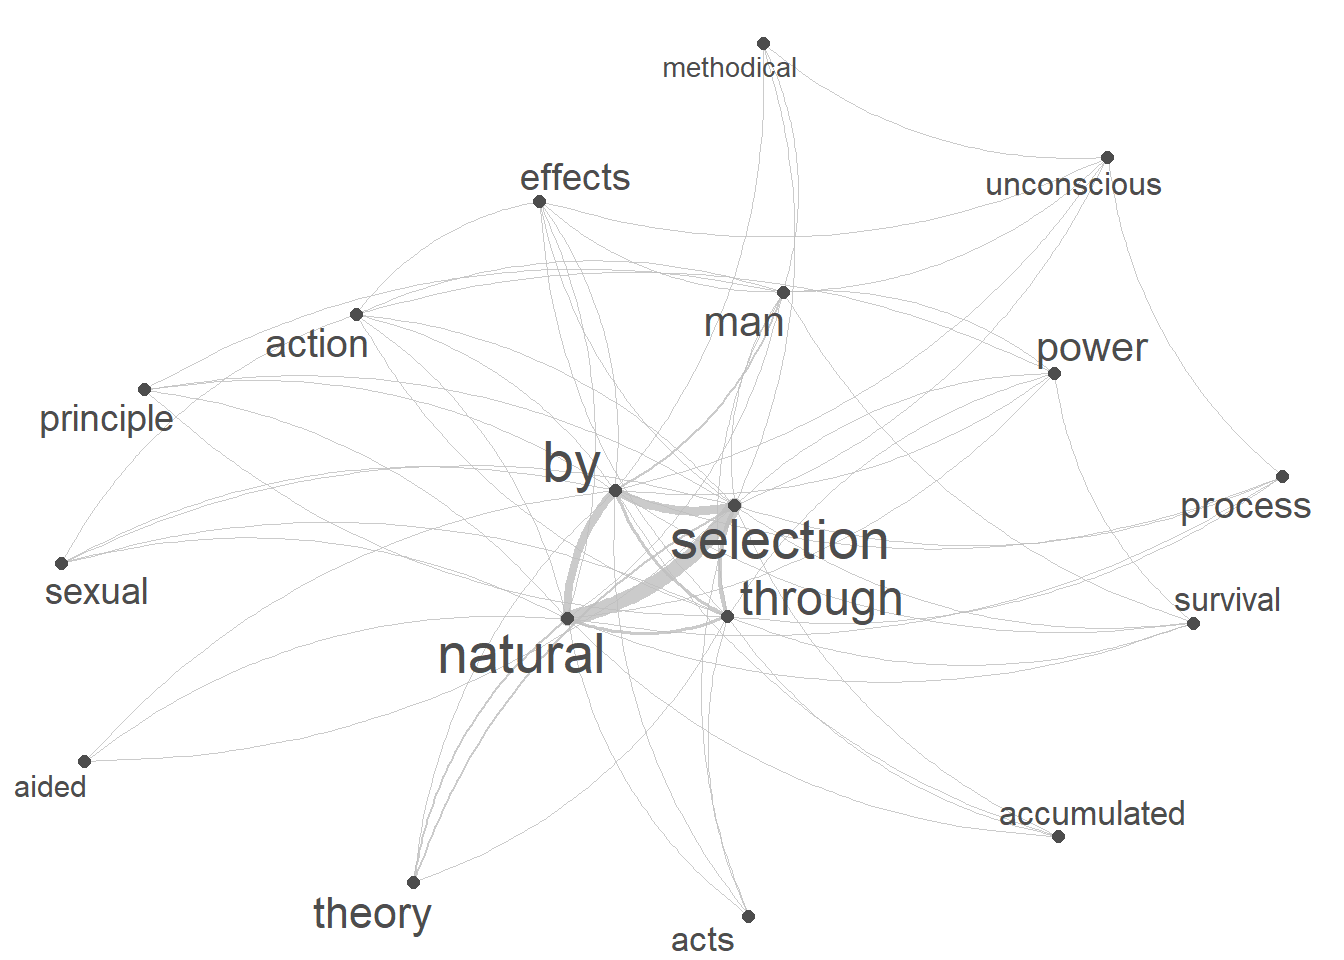 methodical
effects
unconscious
man
action
power
principle
by
process
selection
sexual
through
survival
natural
aided
accumulated
theory
acts